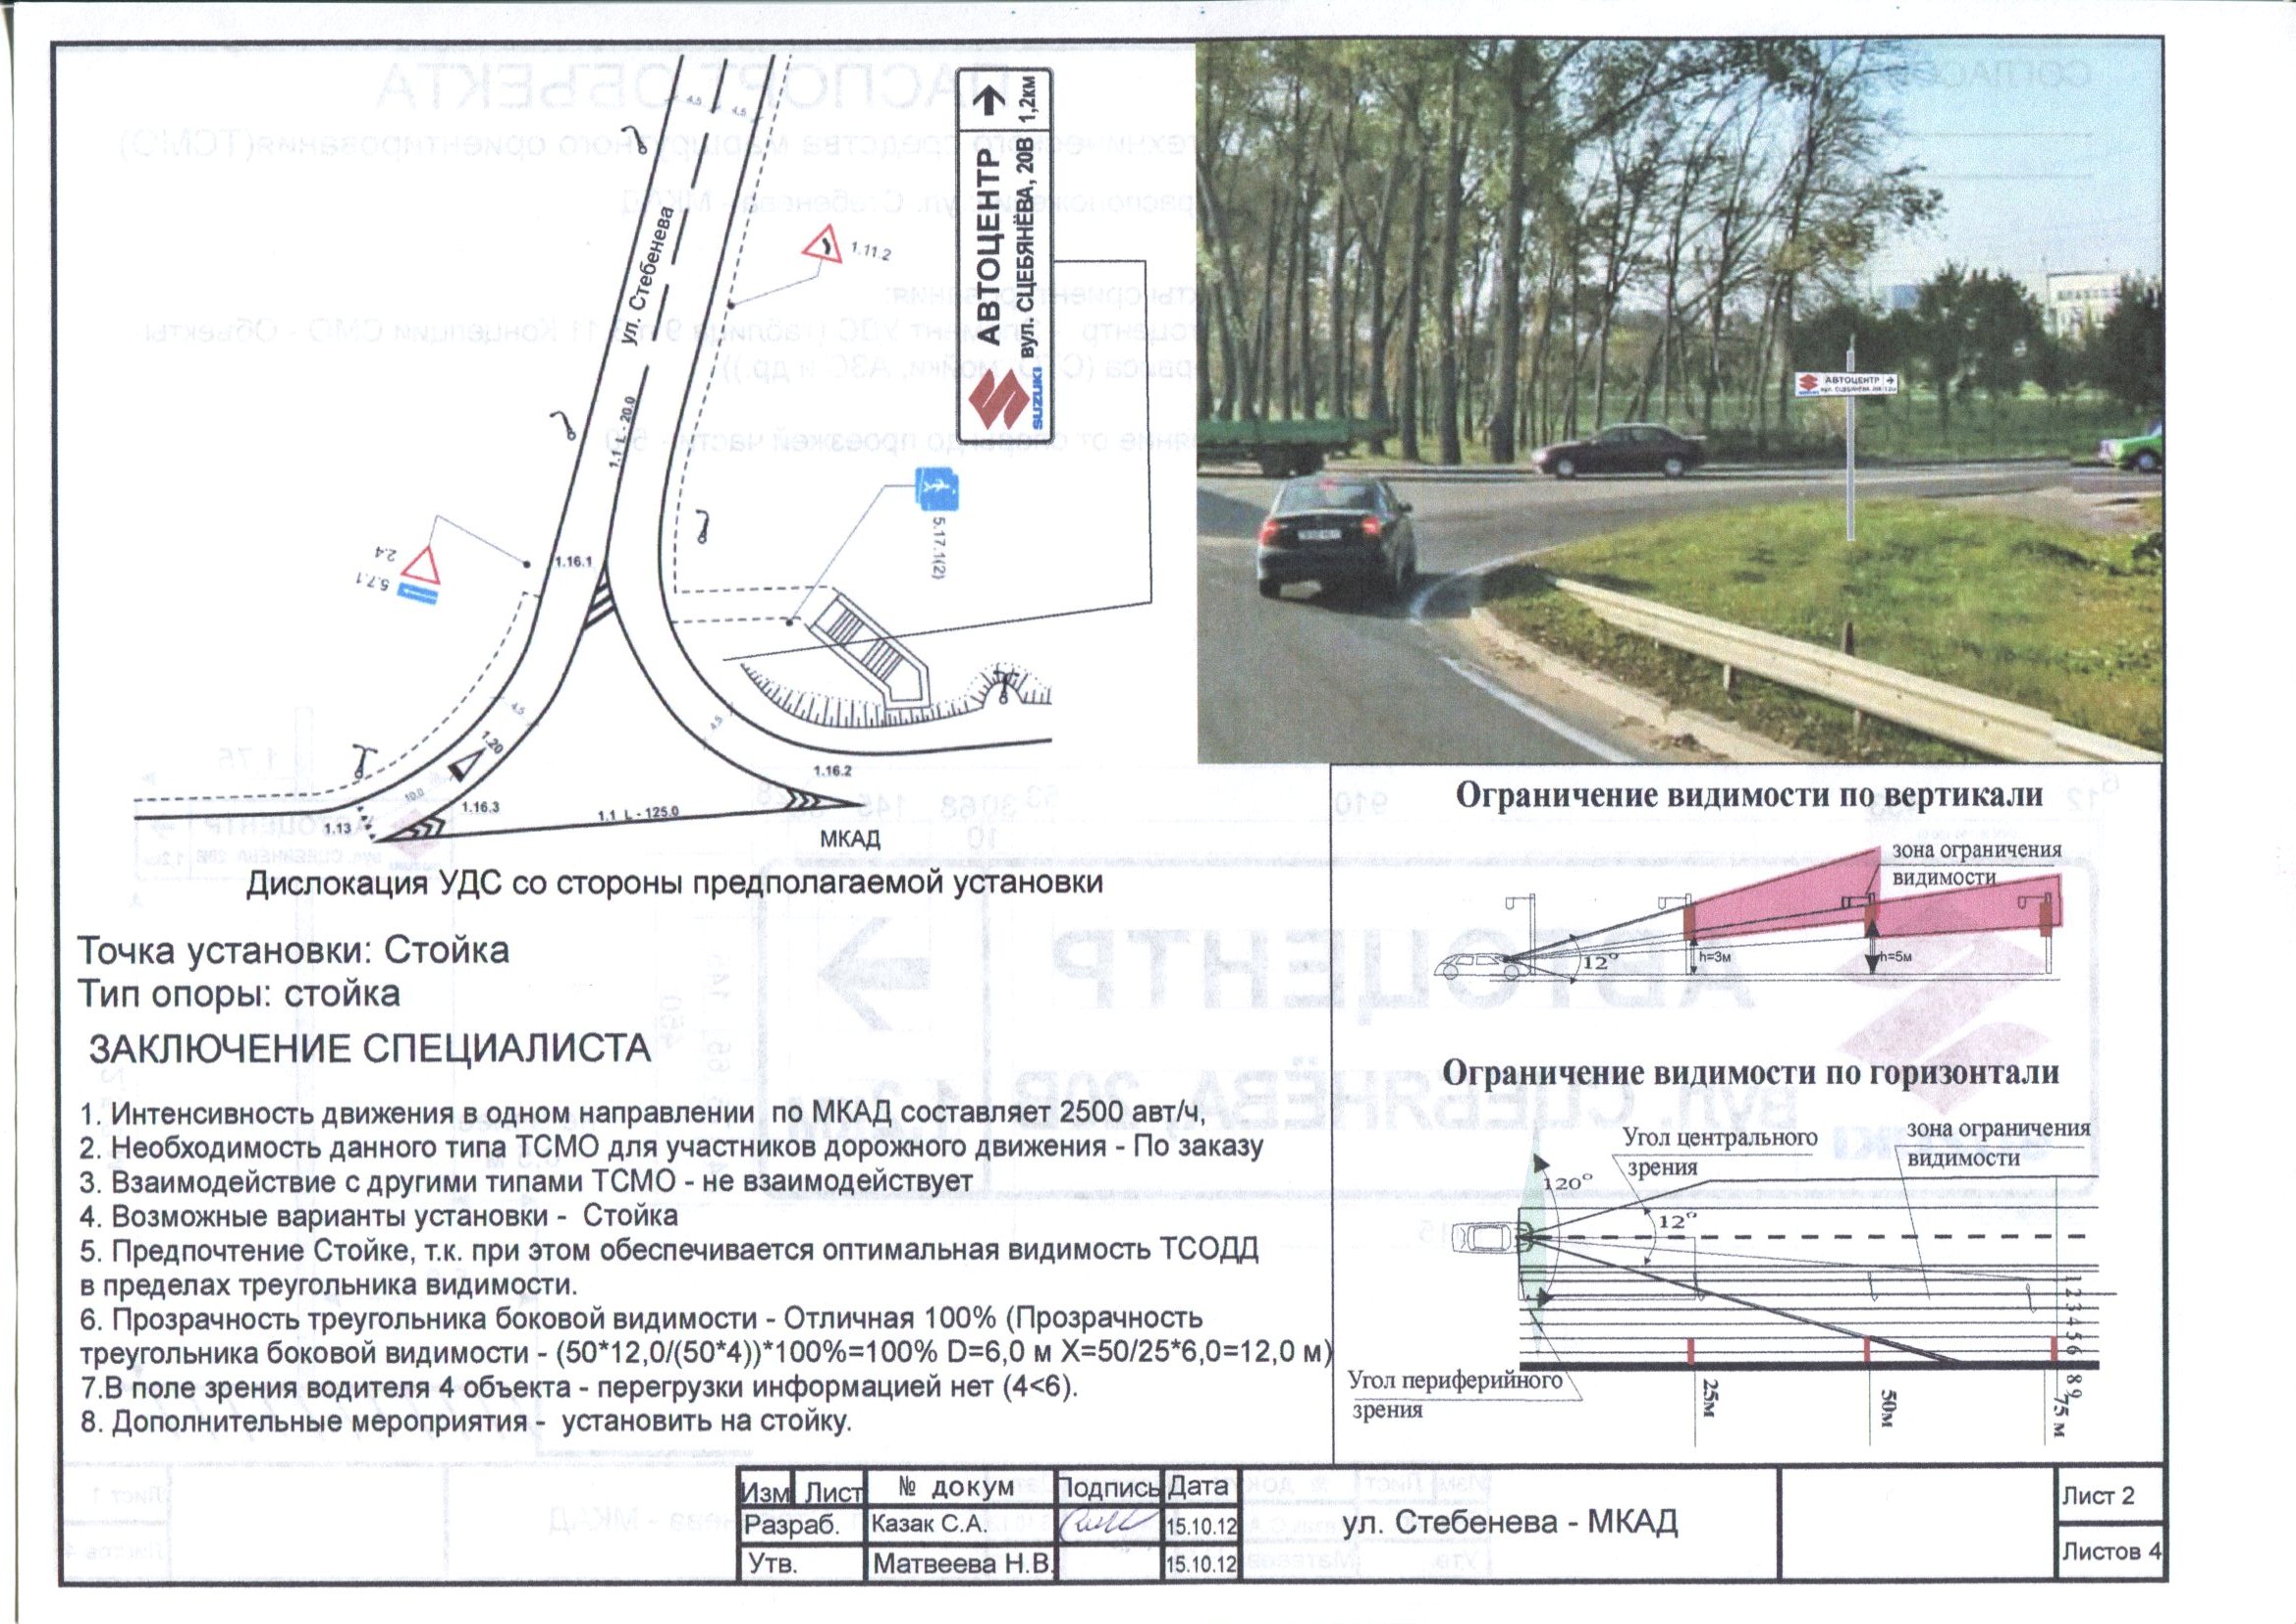 ул. Стебенева
4.5
4.5
1.11.2
1.1 L - 20.0
5.17.1(2)
2.4
5.7.1
1.16.1
4.5
4.5
1.20
10.0
1.16.3
1.13
1.1 L - 125.0
1.16.2
МКАД
АВТОЦЕНТР
SUZUKI вул. СЦЕБЯНЁВА, 20В 1,2км
АВТОЦЕНТР
Дислокация УДС со стороны предполагаемой установки
Точка установки: Стойка
Тип опоры: стойка
ЗАКЛЮЧЕНИЕ СПЕЦИАЛИСТА
1. Интенсивность движения в одном направлении по МКАД составляет 2500 авт/ч,
2. Необходимость данного типа ТСМО для участников дорожного движения - По заказу
3. Взаимодействие с другими типами ТСМО - не взаимодействует
4. Возможные варианты установки - Стойка
5. Предпочтение Стойке, т.к. при этом обеспечивается оптимальная видимость ТСОДД
в пределах треугольника видимости.
6. Прозрачность треугольника боковой видимости - Отличная 100% (Прозрачность
треугольника боковой видимости - (50*12,0/(50*4))*100%=100% D=6,0 м X=50/25*6,0=12,0 м)
7.В поле зрения водителя 4 объекта - перегрузки информацией нет (4<6).
8. Дополнительные мероприятия - установить на стойку.
Ограничение видимости по вертикали
зона ограничения
видимости
12°
h=3м
h=5м
Ограничение видимости по горизонтали
Угол центрального
зрения
зона ограничения
видимости
120°
12°
1 2 3 4 5 6 8 9
Угол периферийного
зрения
25м
50м
75 м
Изм Лист № докум Подпись Дата
Разраб. Казак С.А. 15.10.12
Утв. Матвеева Н.В. 15.10.12
ул. Стебенева - МКАД
Лист 2
Листов 4